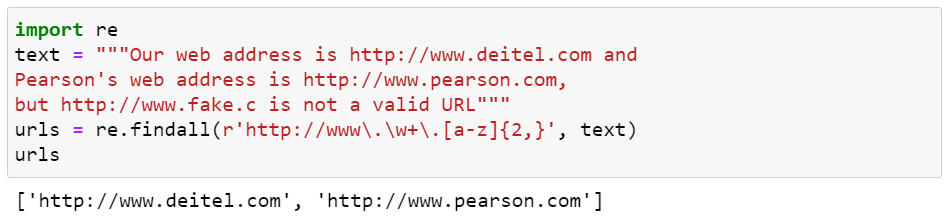 import re
text = """Our web address is http://www.deitel.com and
Pearson's web address is http://www.pearson.com,
but http://www.fake.c is not a valid URL"""
urls = re.findall(r'http://www\.\w+\.[a-z]{2,}', text)
urls
['http://www.deitel.com', 'http://www.pearson.com']